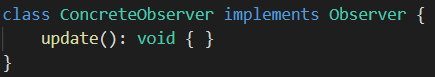 class ConcreteObserver implements Observer {
    update(): void { }
}